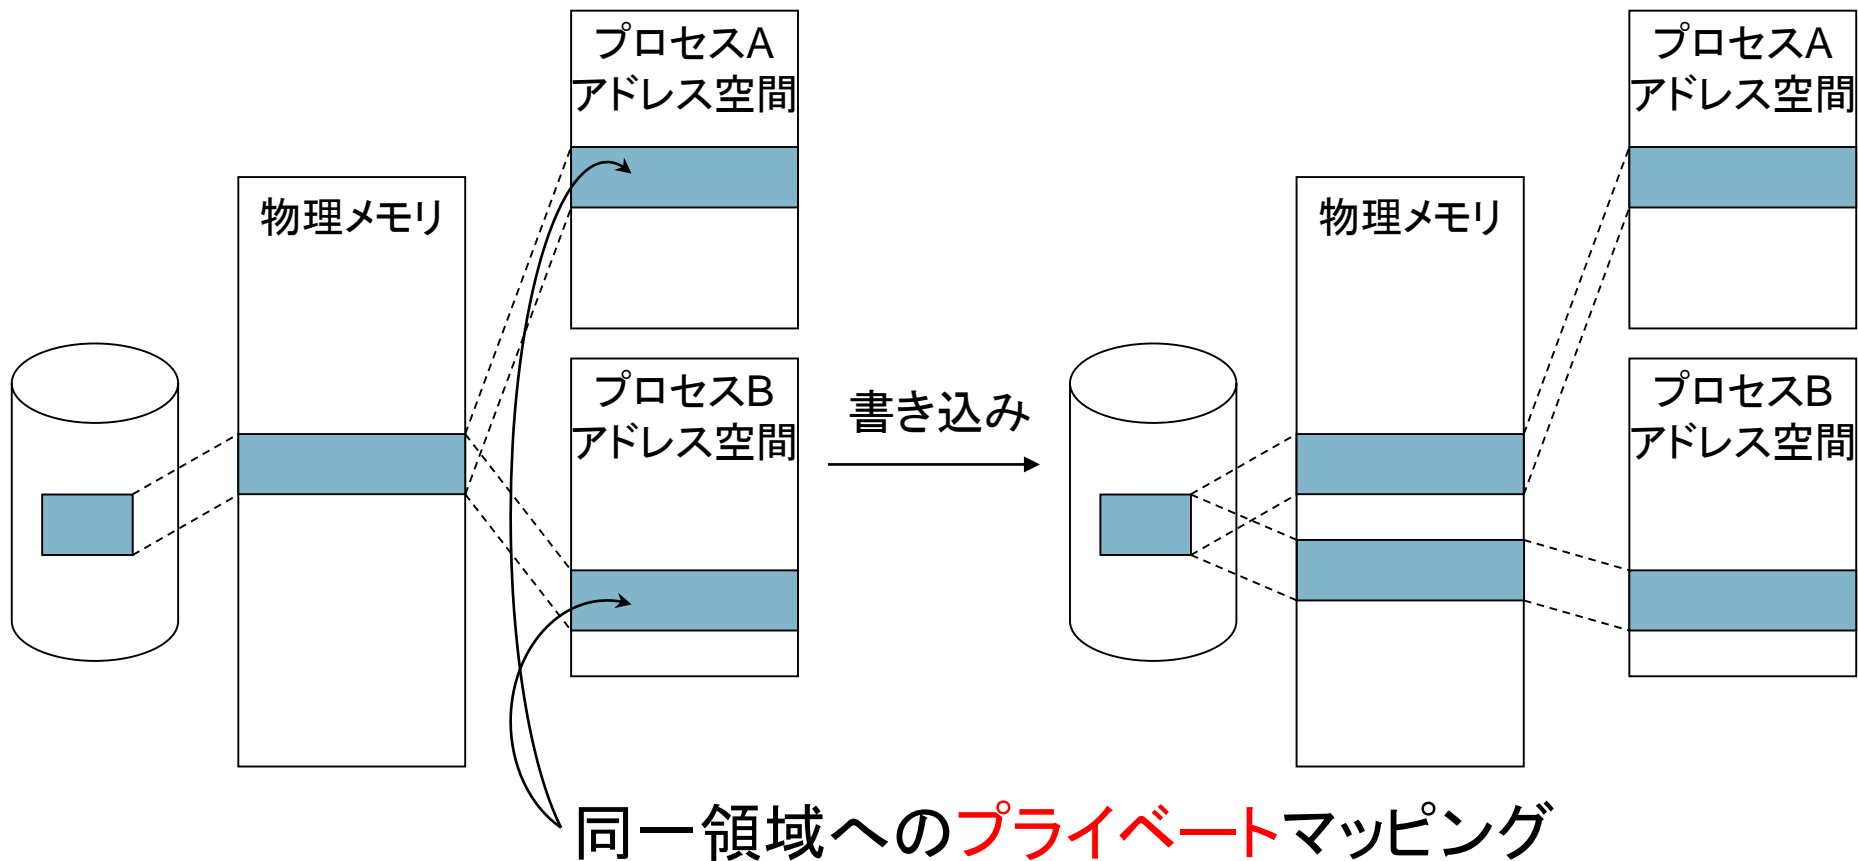 プロセスA
アドレス空間
物理メモリ
プロセスB
アドレス空間
書き込み
プロセスA
アドレス空間
物理メモリ
プロセスB
アドレス空間
同一領域へのプライベートマッピング